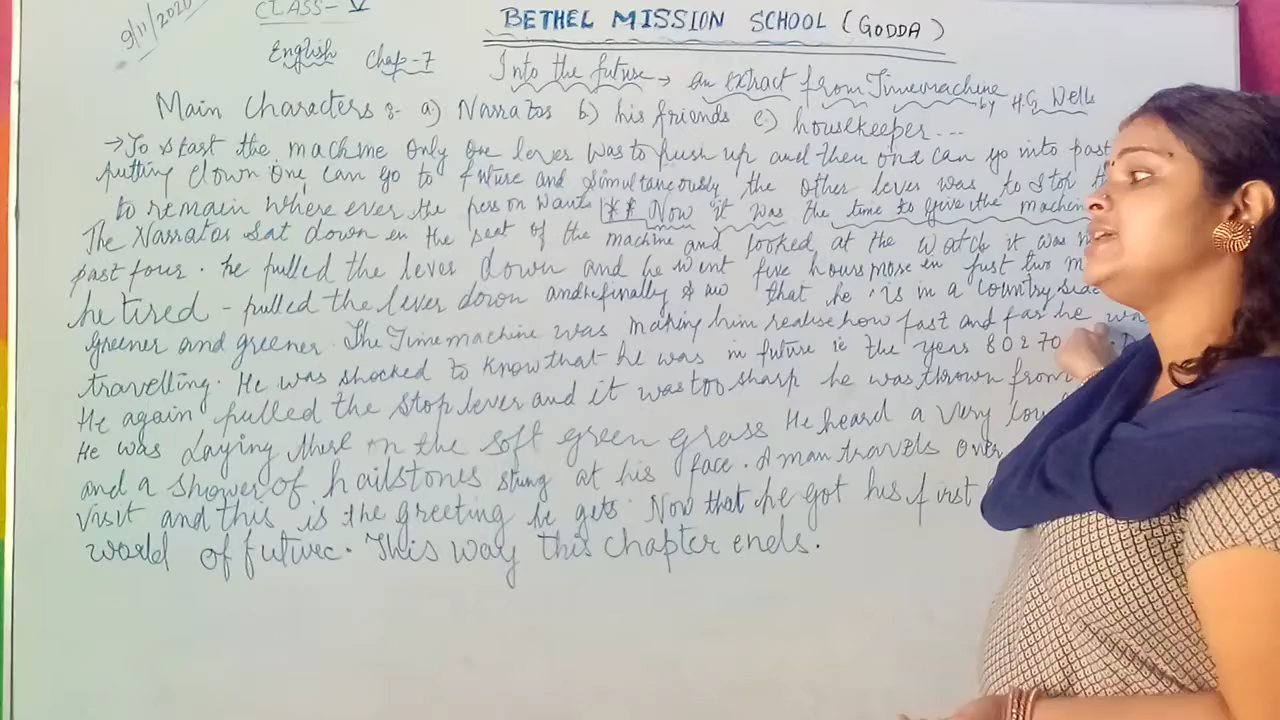 9/11/2020
CLASS- V
BETHEL MISSION SCHOOL (GODDA)
English Chap-7 Into the future → an extract from Timemachine by H.G Wells
Main Characters :- a) Narrator b) his friends c) housekeeper...
→ To start the machine only one lever was to push up and then one can go into past
putting down one can go to future and simultaneously the other lever was to stop
to remain where ever the person wants ** Now it was the time to give the machin
The Narrator sat down en the seat of the machine and looked at the watch it was
past four. he pulled the lever down and he went five hours more in just two m
he tired - pulled the lever down and he finally saw that he is in a country side
greener and greener. The Timemachine was making him realise how fast and far he wa
travelling. He was shocked to know that he was in future ie the year 80270
He again pulled the stop lever and it was too sharp he was thrown from
He was laying there on the soft green grass He heard a very lou
and a shower of hailstones stung at his face. A man travels over
visit and this is the greeting he gets. Now that he got his first
world of future. This way this chapter ends.